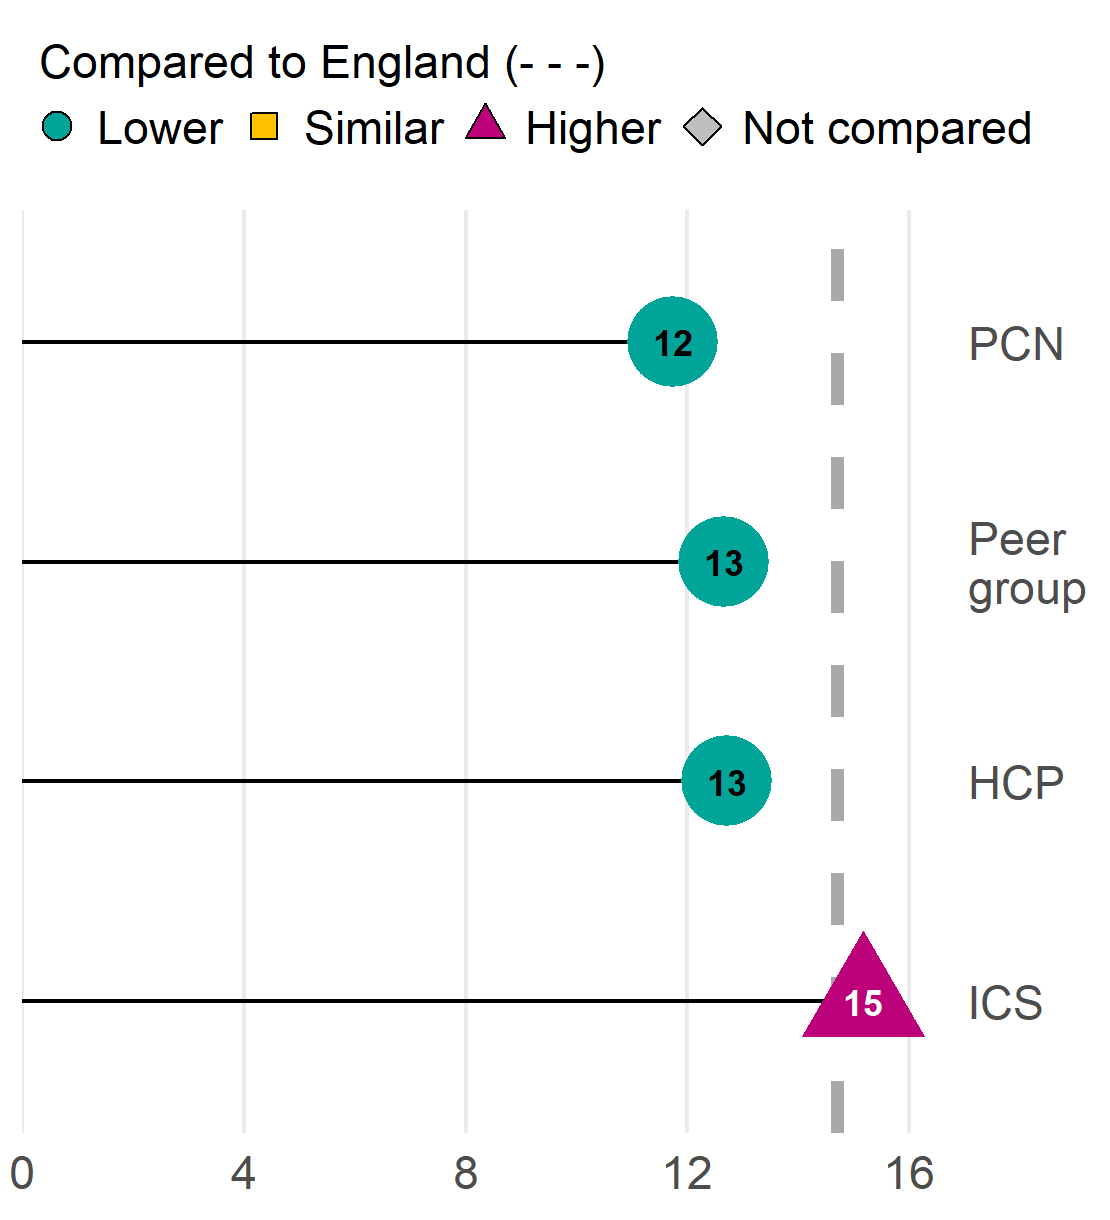 Compared to England (- - -)
Lower Similar Higher Not compared
12 PCN
13 Peer
group
13 HCP
15 ICS
0 4 8 12 16